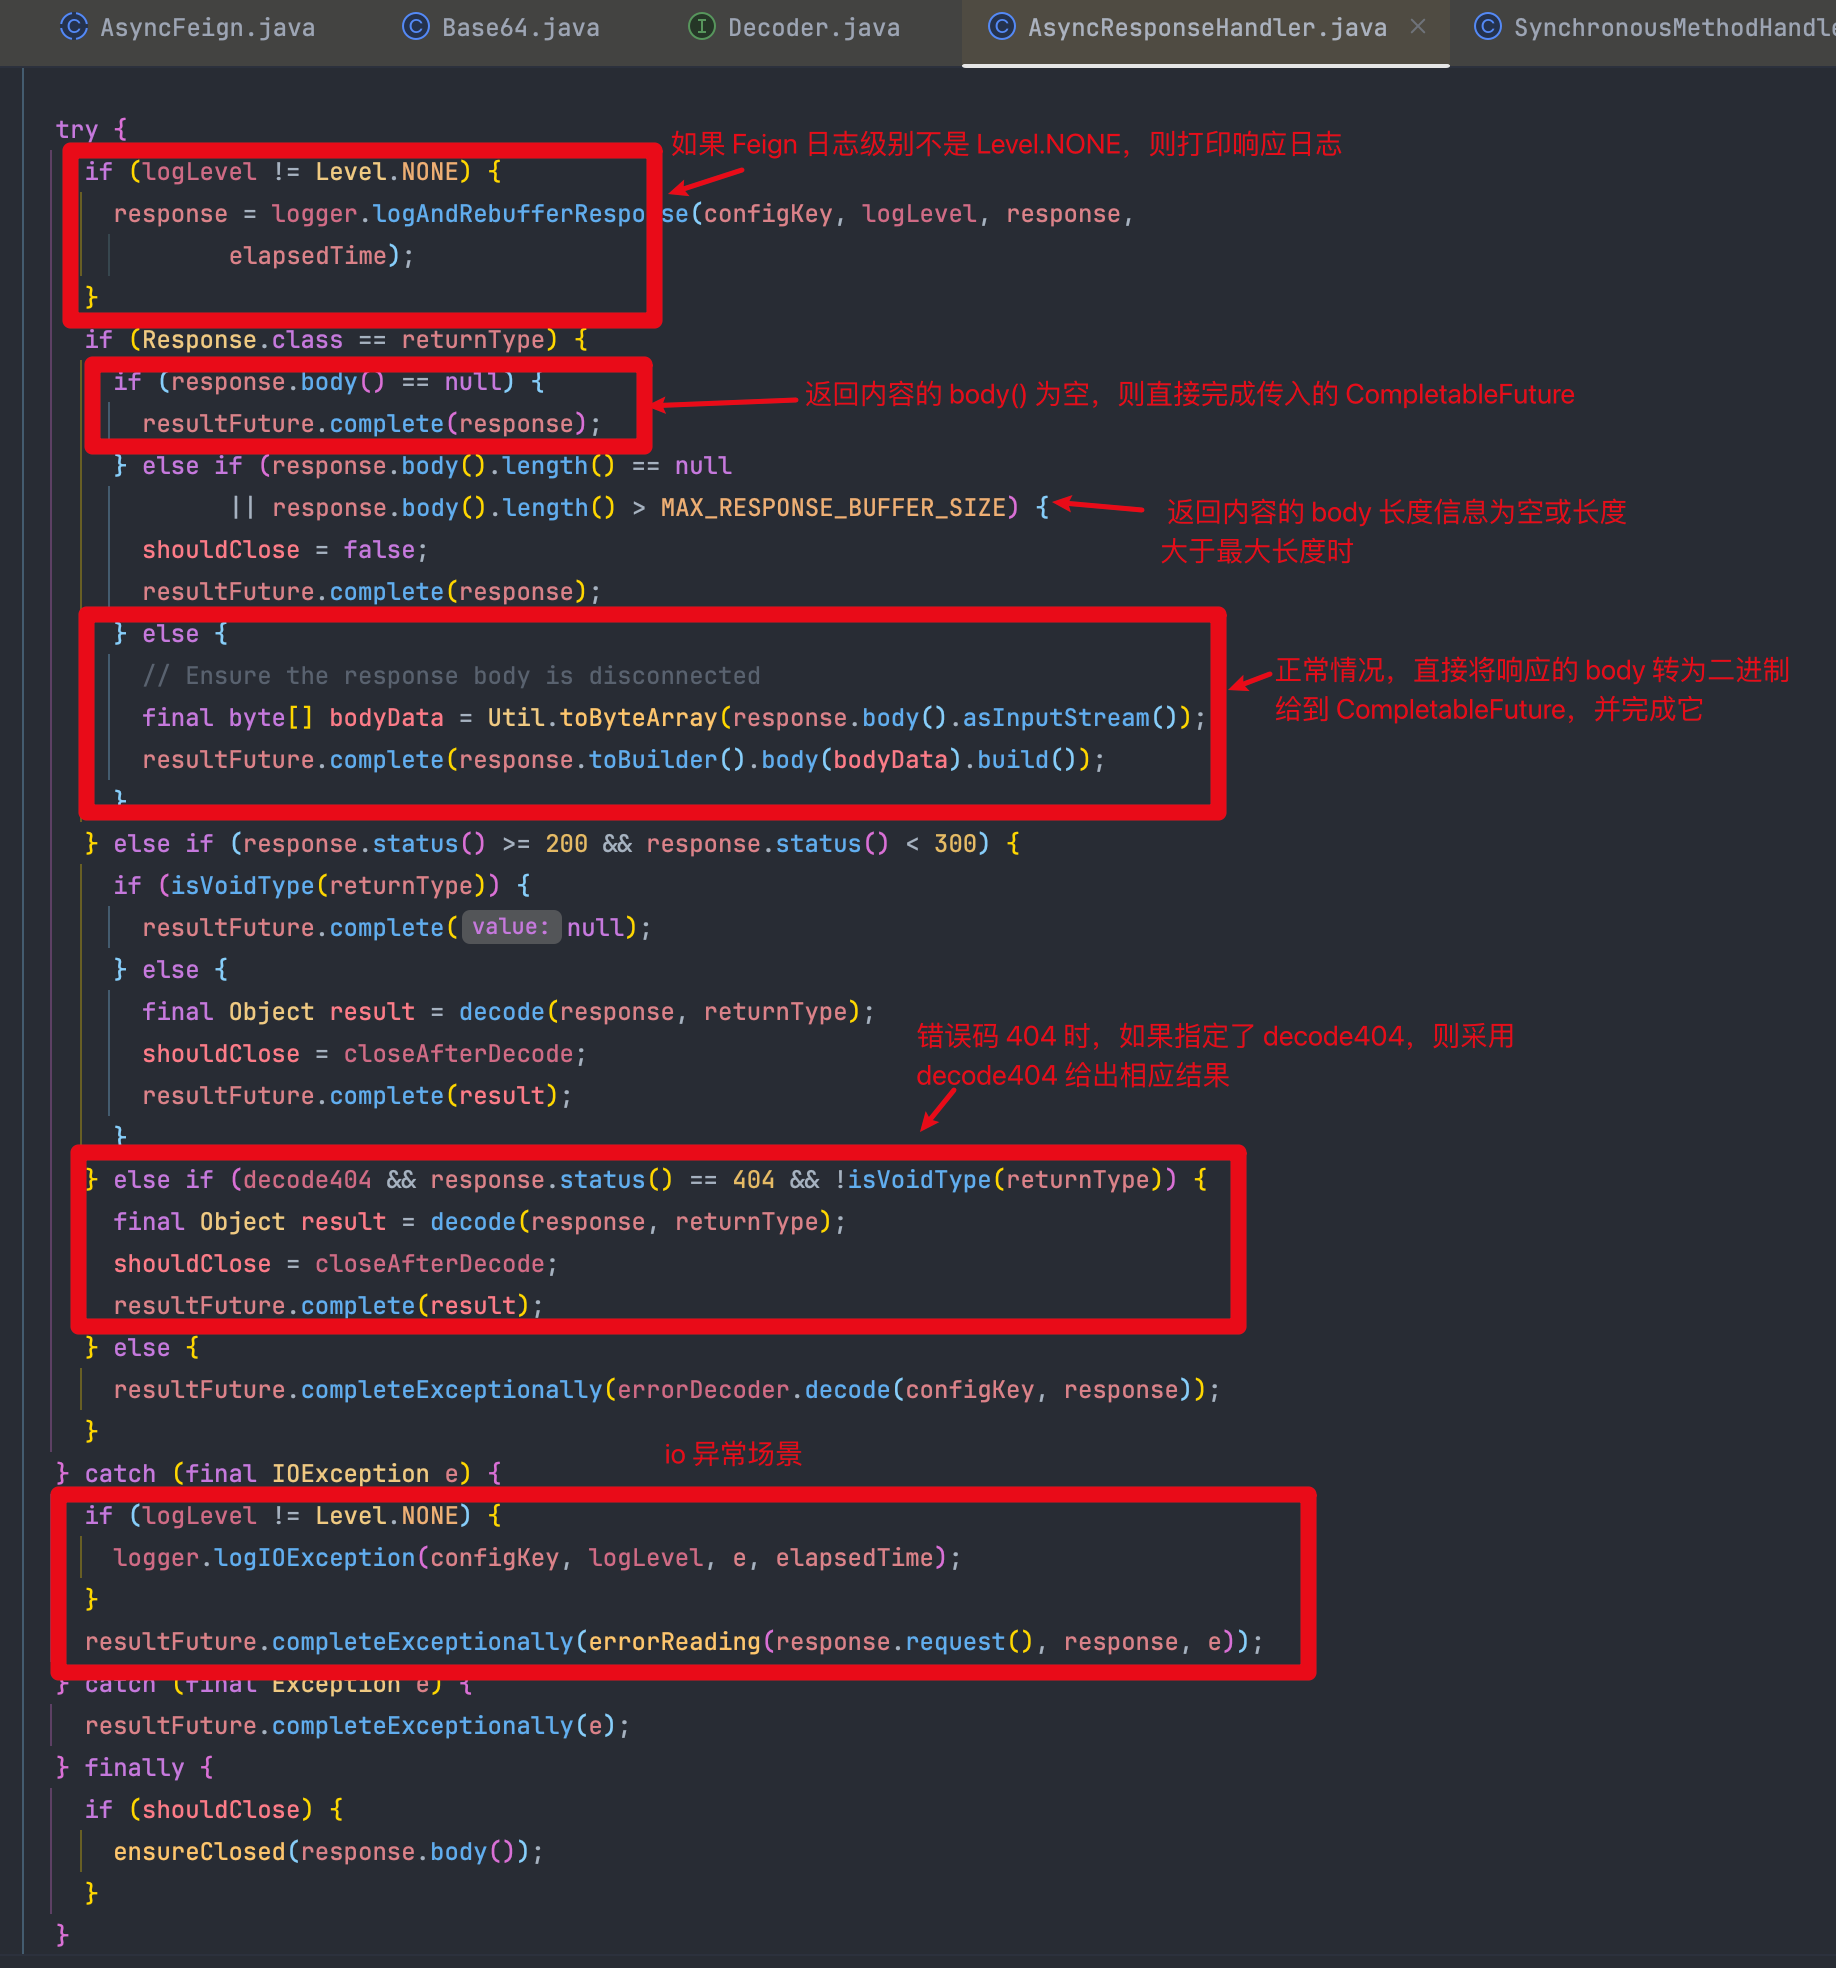 AsyncFeign.java
Base64.java
Decoder.java
AsyncResponseHandler.java
SynchronousMethodHandle
try {
如果 Feign 日志级别不是 Level.NONE，则打印响应日志
if (logLevel != Level.NONE) {
response = logger.logAndRebufferResponse(configKey, logLevel, response,
elapsedTime);
}
if (Response.class == returnType) {
if (response.body() == null) {
返回内容的 body() 为空，则直接完成传入的 CompletableFuture
resultFuture.complete(response);
} else if (response.body().length() == null
|| response.body().length() > MAX_RESPONSE_BUFFER_SIZE) {
返回内容的 body 长度信息为空或长度
大于最大长度时
shouldClose = false;
resultFuture.complete(response);
} else {
// Ensure the response body is disconnected
正常情况，直接将响应的 body 转为二进制
给到 CompletableFuture，并完成它
final byte[] bodyData = Util.toByteArray(response.body().asInputStream());
resultFuture.complete(response.toBuilder().body(bodyData).build());
}
} else if (response.status() >= 200 && response.status() < 300) {
if (isVoidType(returnType)) {
resultFuture.complete( value: null);
} else {
final Object result = decode(response, returnType);
错误码 404 时，如果指定了 decode404，则采用
decode404 给出相应结果
shouldClose = closeAfterDecode;
resultFuture.complete(result);
}
} else if (decode404 && response.status() == 404 && !isVoidType(returnType)) {
final Object result = decode(response, returnType);
shouldClose = closeAfterDecode;
resultFuture.complete(result);
} else {
resultFuture.completeExceptionally(errorDecoder.decode(configKey, response));
}
io 异常场景
} catch (final IOException e) {
if (logLevel != Level.NONE) {
logger.logIOException(configKey, logLevel, e, elapsedTime);
}
resultFuture.completeExceptionally(errorReading(response.request(), response, e));
} catch (final Exception e) {
resultFuture.completeExceptionally(e);
} finally {
if (shouldClose) {
ensureClosed(response.body());
}
}